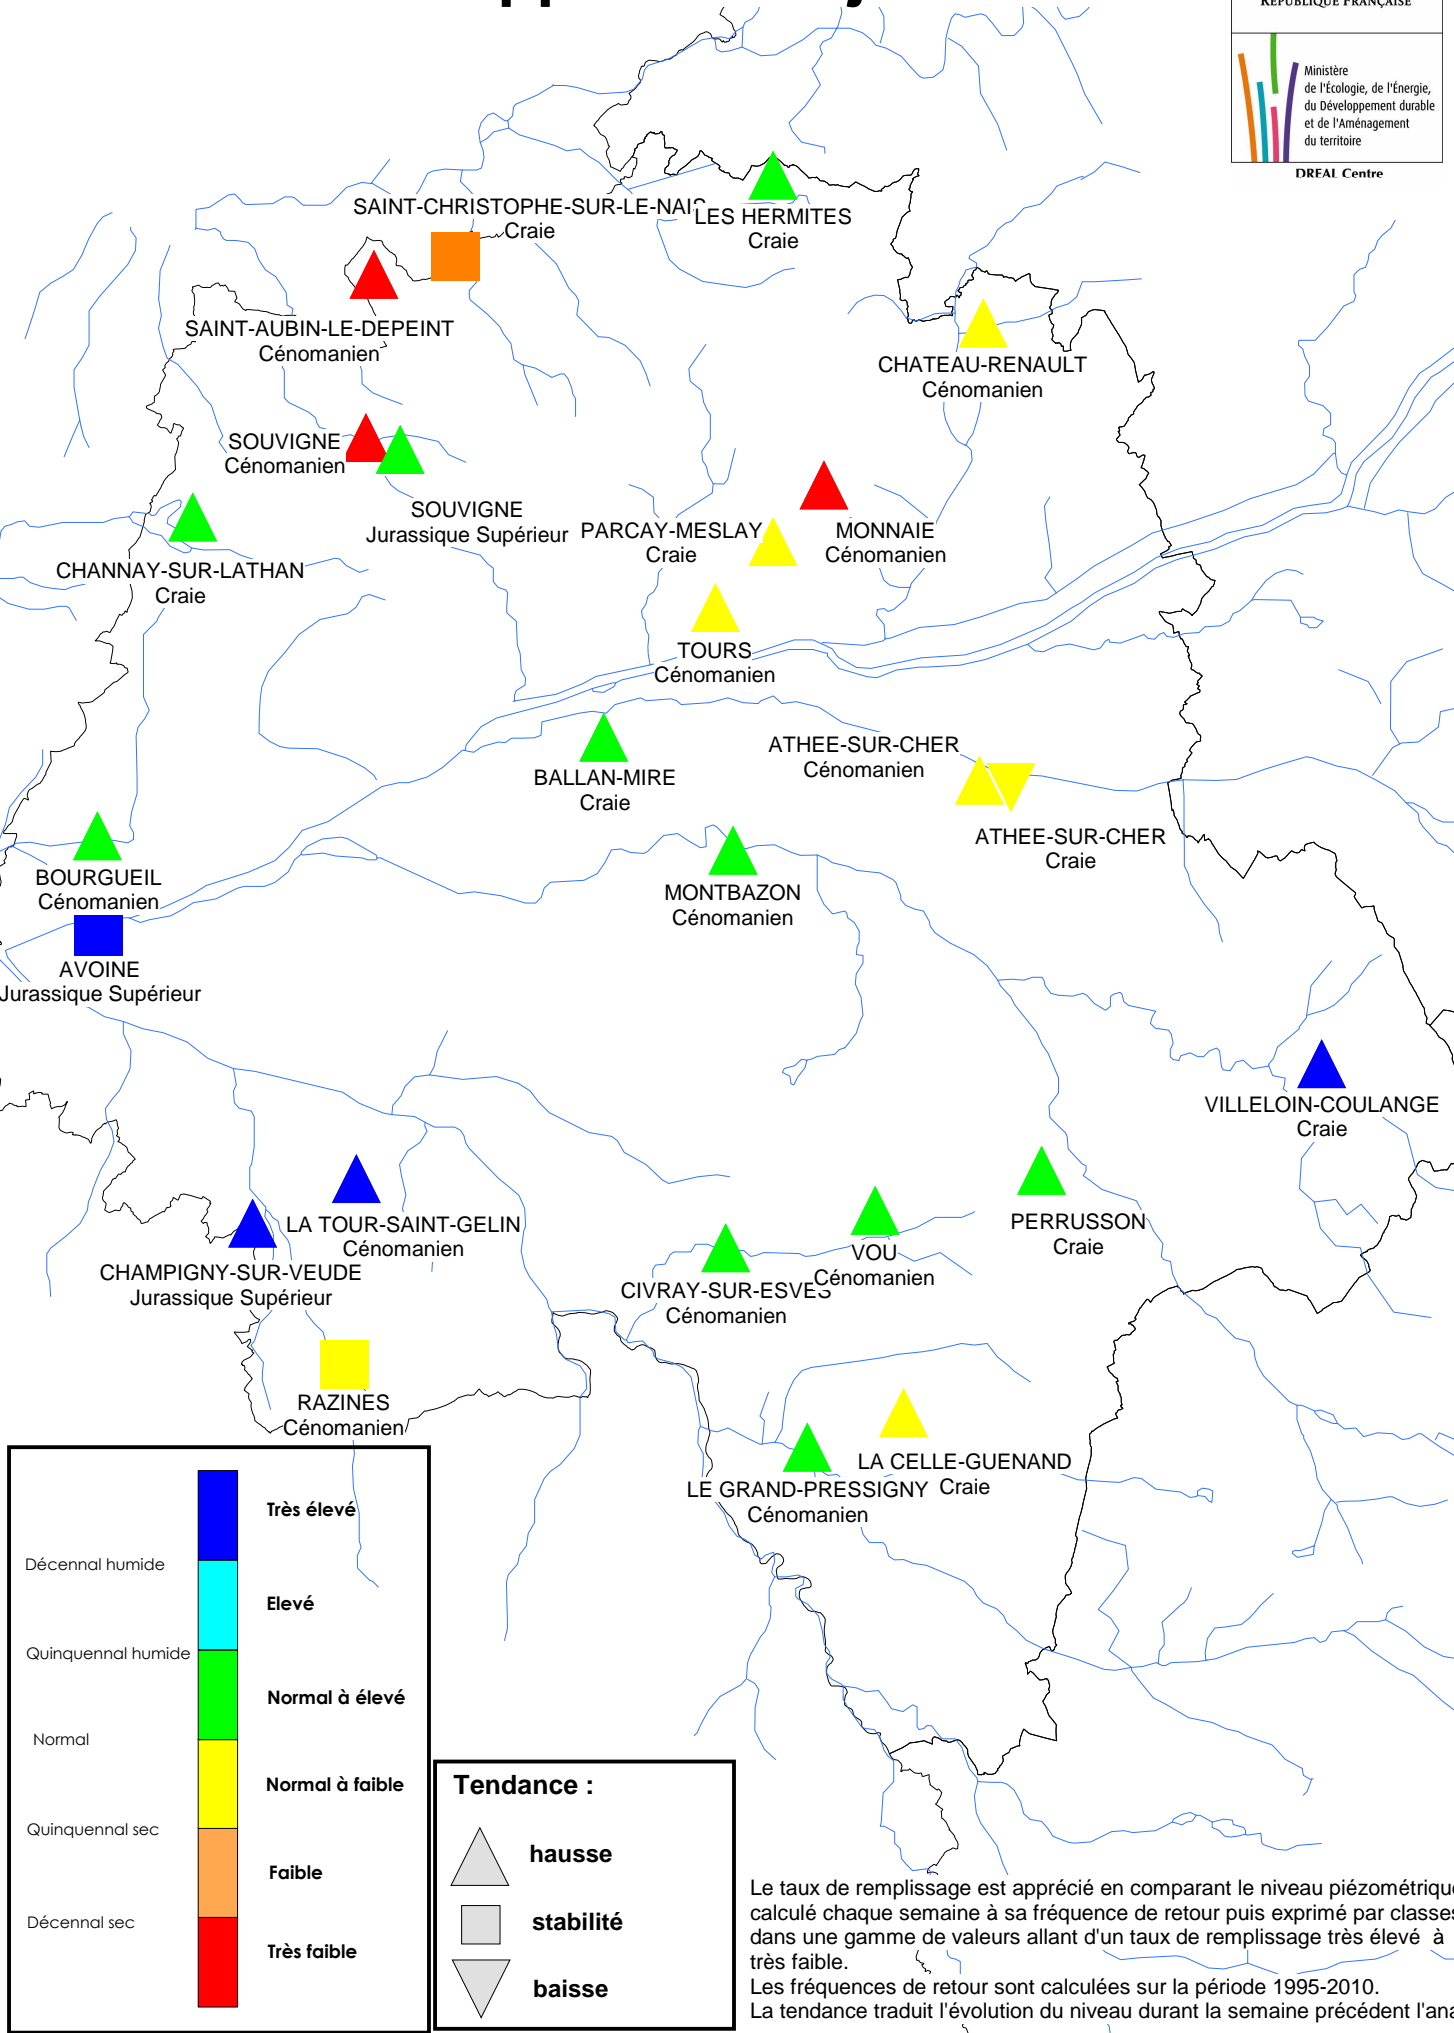 RÉPUBLIQUE FRANÇAISE
Ministère
de l'Écologie, de l'Énergie,
du Développement durable
et de l'Aménagement
du territoire
DREAL Centre
SAINT-CHRISTOPHE-SUR-LE-NAIS
Craie
LES HERMITES
Craie
SAINT-AUBIN-LE-DEPEINT
Cénomanien
CHATEAU-RENAULT
Cénomanien
SOUVIGNE
Cénomanien
SOUVIGNE
Jurassique Supérieur
PARCAY-MESLAY
Craie
MONNAIE
Cénomanien
CHANNAY-SUR-LATHAN
Craie
TOURS
Cénomanien
BALLAN-MIRE
Craie
ATHEE-SUR-CHER
Cénomanien
ATHEE-SUR-CHER
Craie
BOURGUEIL
Cénomanien
MONTBAZON
Cénomanien
AVOINE
Jurassique Supérieur
VILLELOIN-COULANGE
Craie
LA TOUR-SAINT-GELIN
Cénomanien
PERRUSSON
Craie
VOU
Cénomanien
CHAMPIGNY-SUR-VEUDE
Jurassique Supérieur
CIVRAY-SUR-ESVES
Cénomanien
RAZINES
Cénomanien
LA CELLE-GUENAND
Craie
LE GRAND-PRESSIGNY
Cénomanien
Très élevé
Décennal humide
Elevé
Quinquennal humide
Normal à élevé
Normal
Normal à faible
Quinquennal sec
Faible
Décennal sec
Très faible
Tendance :
hausse
stabilité
baisse
Le taux de remplissage est apprécié en comparant le niveau piézométrique
calculé chaque semaine à sa fréquence de retour puis exprimé par classes
dans une gamme de valeurs allant d'un taux de remplissage très élevé à
très faible.
Les fréquences de retour sont calculées sur la période 1995-2010.
La tendance traduit l'évolution du niveau durant la semaine précédent